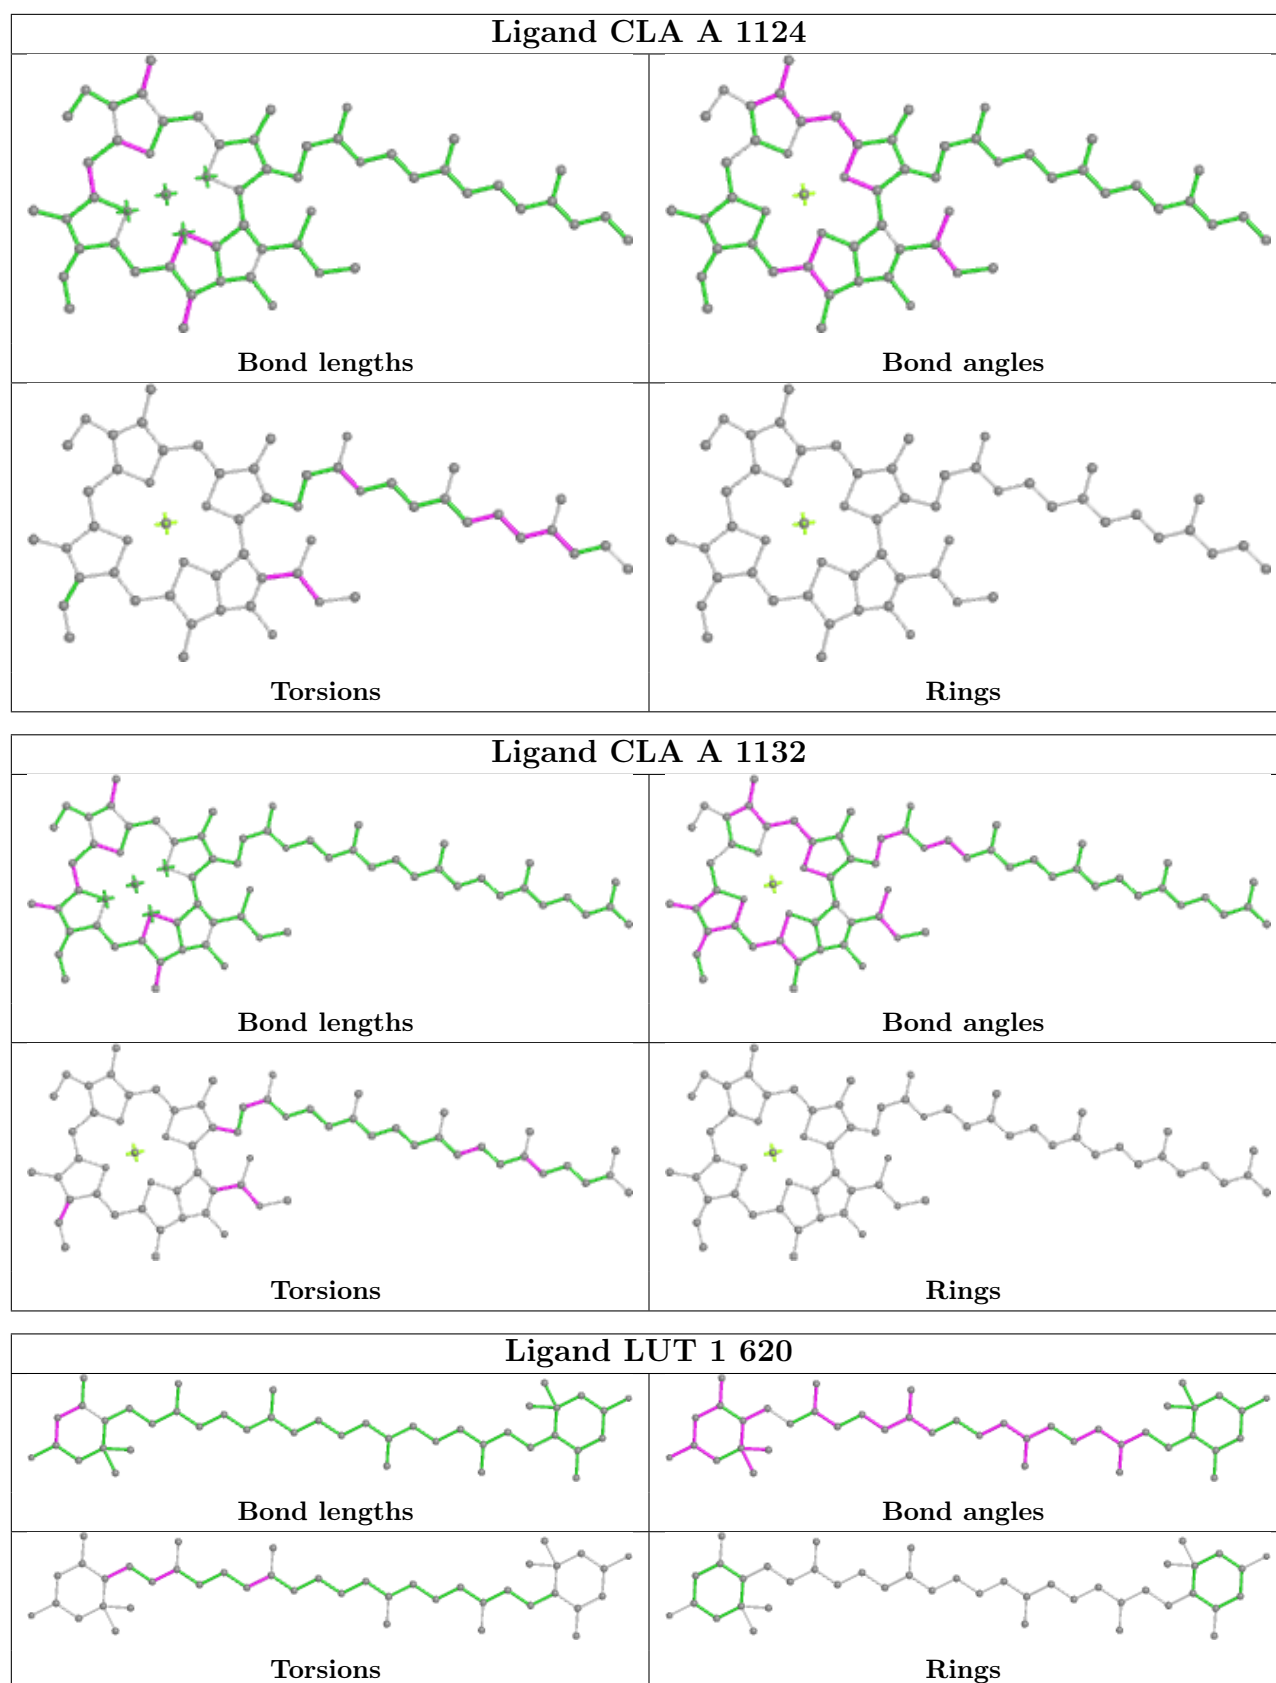 Ligand CLA A 1124
Bond lengths
Bond angles
Torsions
Rings
Ligand CLA A 1132
Bond lengths
Bond angles
Torsions
Rings
Ligand LUT 1 620
Bond lengths
Bond angles
Torsions
Rings